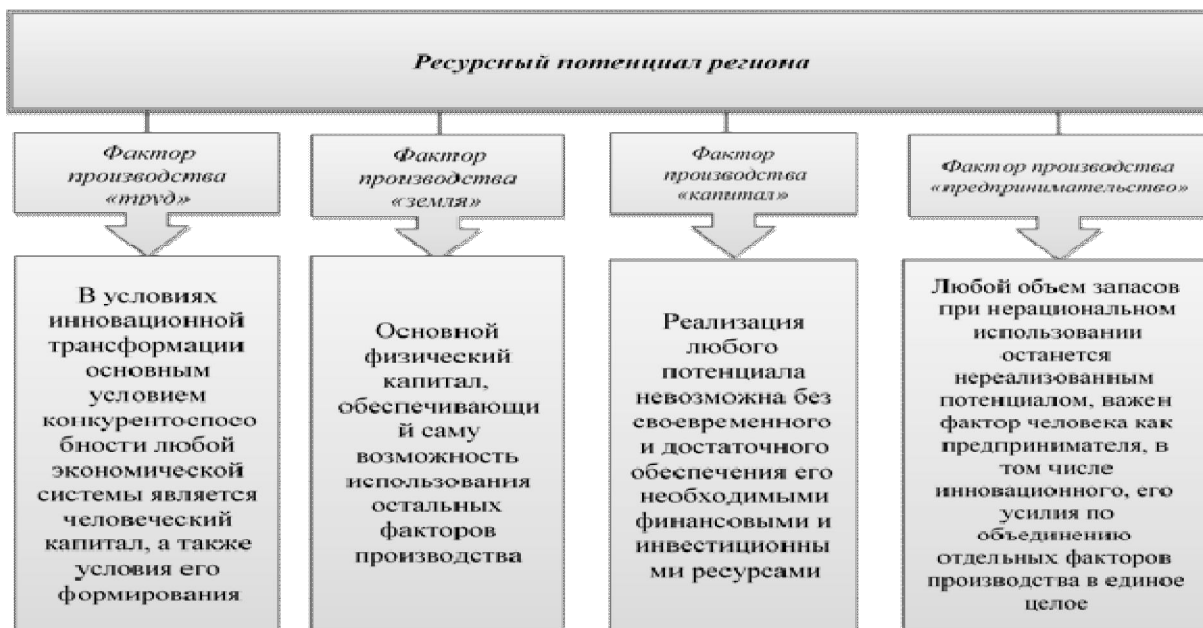 Ресурсный потенциал региона
Фактор
производства
«труд»
В условиях
инновационной
трансформации
основным
условием
конкурентоспосо
бности любой
экономической
системы является
человеческий
капитал, а также
условия его
формирования
Фактор
производства
«земля»
Основной
физический
капитал,
обеспечивающи
й саму
возможность
использования
остальных
факторов
производства
Фактор
производства
«капитал»
Реализация
любого
потенциала
невозможна без
своевременного
и достаточного
обеспечения его
необходимыми
финансовыми и
инвестиционны
ми ресурсами
Фактор производства
«предпринимательство»
Любой объем запасов
при нерациональном
использовании
останется
нереализованным
потенциалом, важен
фактор человека как
предпринимателя, в
том числе
инновационного, его
усилия по
объединению
отдельных факторов
производства в единое
целое